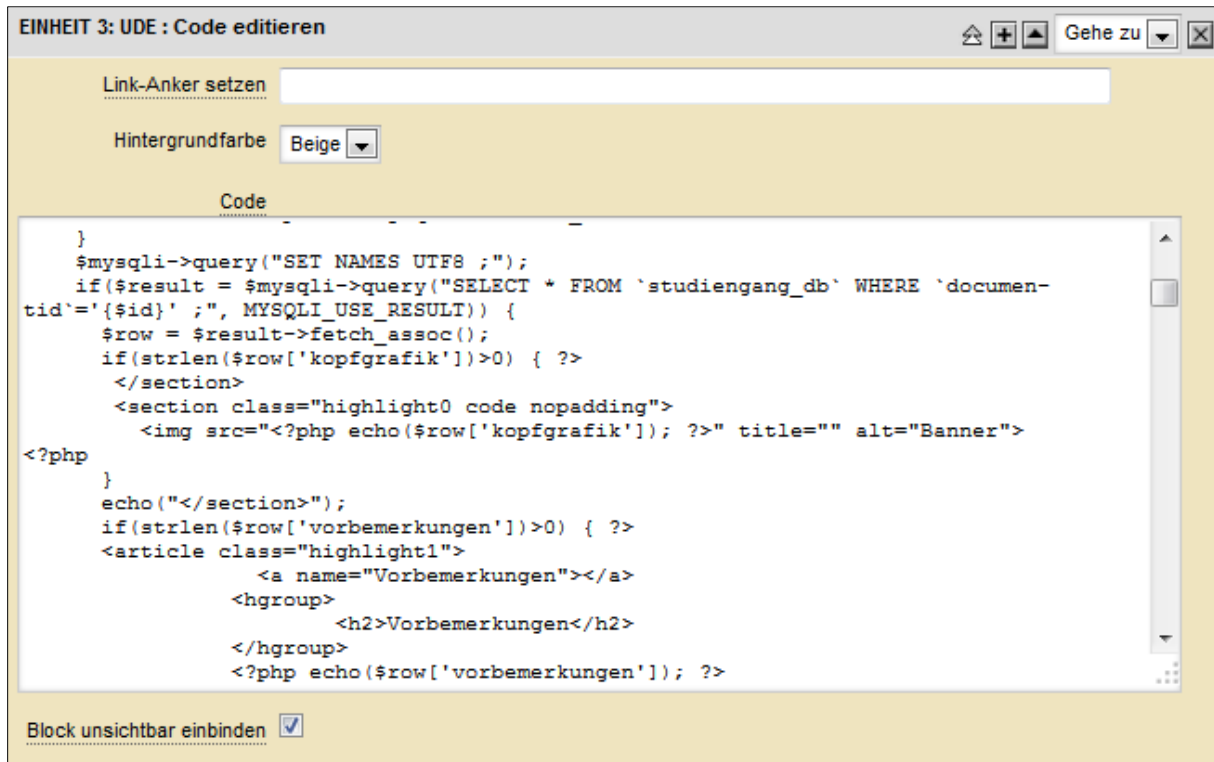 EINHEIT 3: UDE : Code editieren
Gehe zu
Link-Anker setzen
Hintergrundfarbe Beige
Code
    }
    $mysqli->query("SET NAMES UTF8 ;");
    if($result = $mysqli->query("SELECT * FROM `studiengang_db` WHERE `documen-
tid`='{$id}' ;", MYSQLI_USE_RESULT)) {
      $row = $result->fetch_assoc();
      if(strlen($row['kopfgrafik'])>0) { ?>
       </section>
       <section class="highlight0 code nopadding">
         <img src="<?php echo($row['kopfgrafik']); ?>" title="" alt="Banner">
<?php
      }
      echo("</section>");
      if(strlen($row['vorbemerkungen'])>0) { ?>
      <article class="highlight1">
                  <a name="Vorbemerkungen"></a>
                <hgroup>
                        <h2>Vorbemerkungen</h2>
                </hgroup>
                <?php echo($row['vorbemerkungen']); ?>
Block unsichtbar einbinden